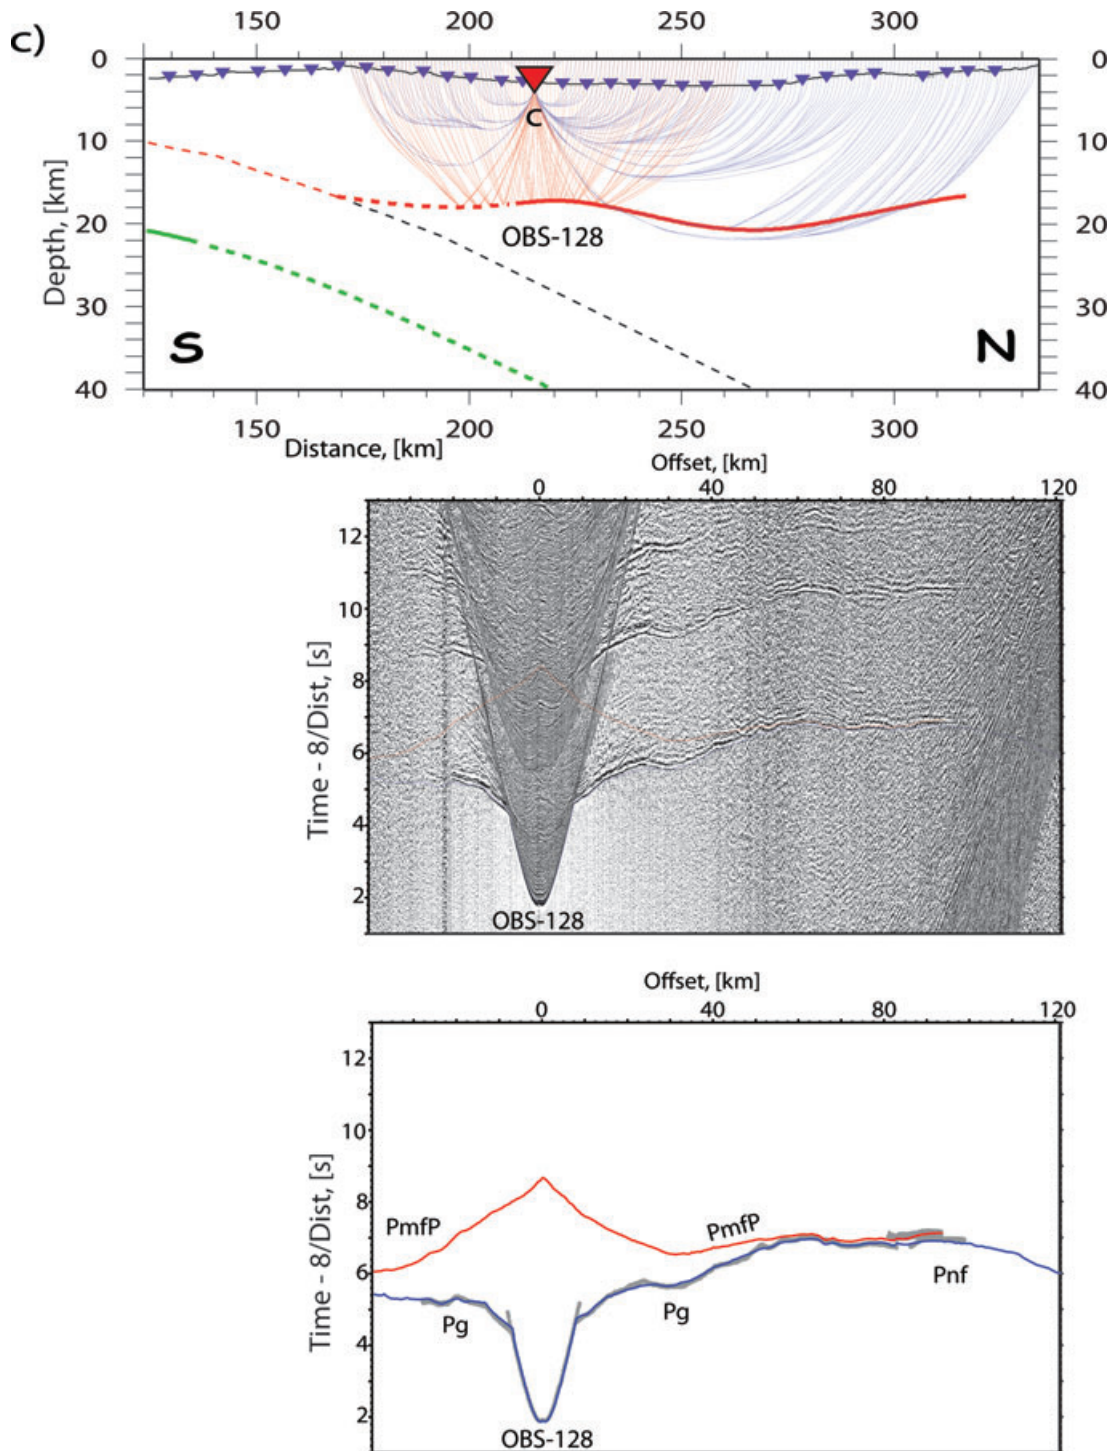 c)
150 200 250 300
0 0
10 10
20 20
30 30
40 40
Depth, [km]
C
OBS-128
S N
150 200 250 300
Distance, [km]
Offset, [km]
0 40 80 120
12
10
8
6
4
2
Time - 8/Dist, [s]
OBS-128
Offset, [km]
0 40 80 120
12
10
8
6
4
2
Time - 8/Dist, [s]
PmfP PmfP
Pnf
Pg Pg
OBS-128